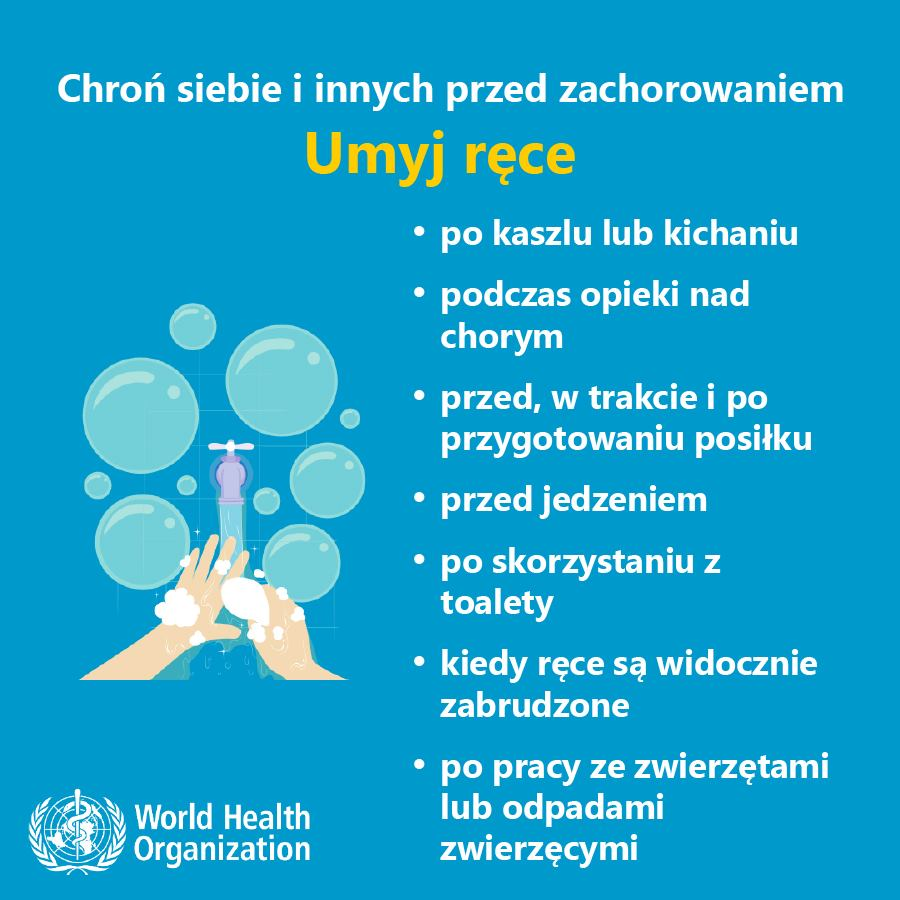 Chroń siebie i innych przed zachorowaniem
Umyj ręce
• po kaszlu lub kichaniu
• podczas opieki nad
chorym
• przed, w trakcie i po
przygotowaniu posiłku
• przed jedzeniem
• po skorzystaniu z
toalety
• kiedy ręce są widocznie
zabrudzone
• po pracy ze zwierzętami
lub odpadami
zwierzęcymi
World Health
Organization